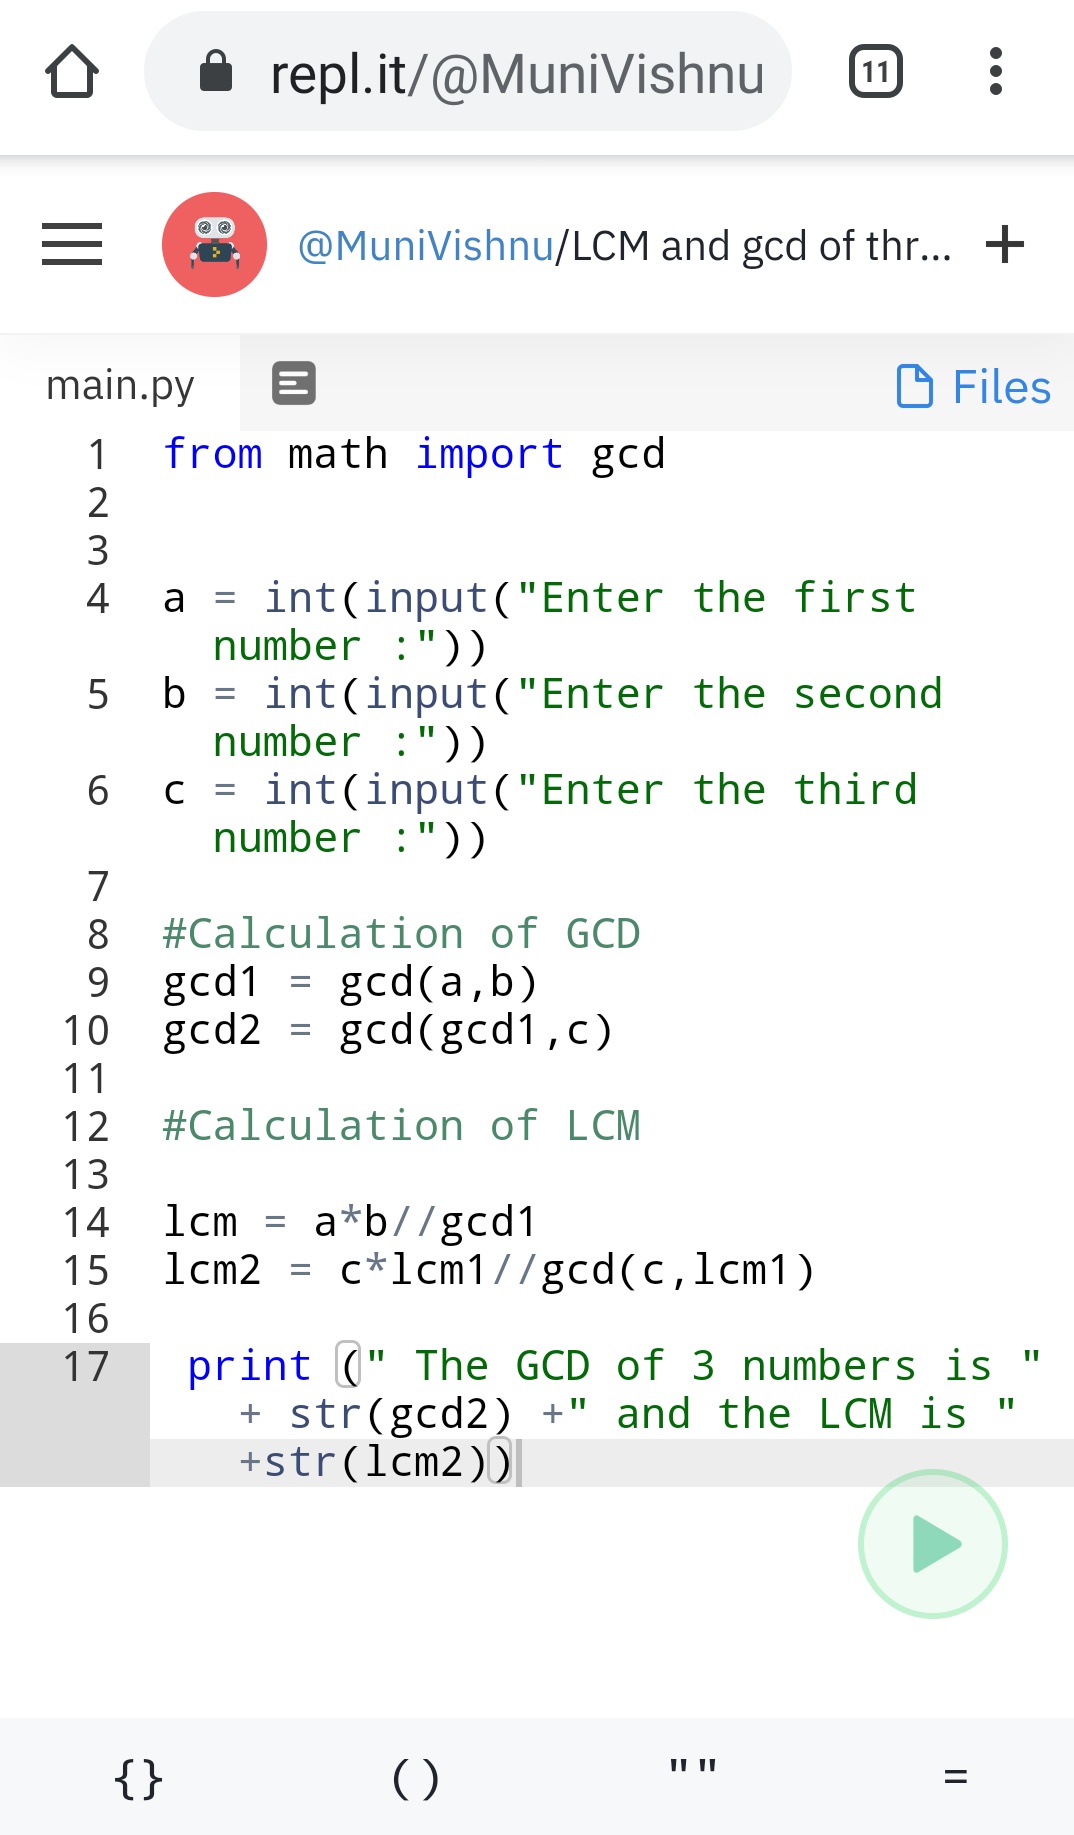 repl.it/@MuniVishnu
11
@MuniVishnu/LCM and gcd of thr...
+
main.py
Files
1 from math import gcd
2
3
4 a = int(input("Enter the first
number :"))
5 b = int(input("Enter the second
number :"))
6 c = int(input("Enter the third
number :"))
7
8 #Calculation of GCD
9 gcd1 = gcd(a,b)
10 gcd2 = gcd(gcd1,c)
11
12 #Calculation of LCM
13
14 lcm = a*b//gcd1
15 lcm2 = c*lcm1//gcd(c,lcm1)
16
17 print (" The GCD of 3 numbers is "
+ str(gcd2) +" and the LCM is "
+str(lcm2))
{} () "" =